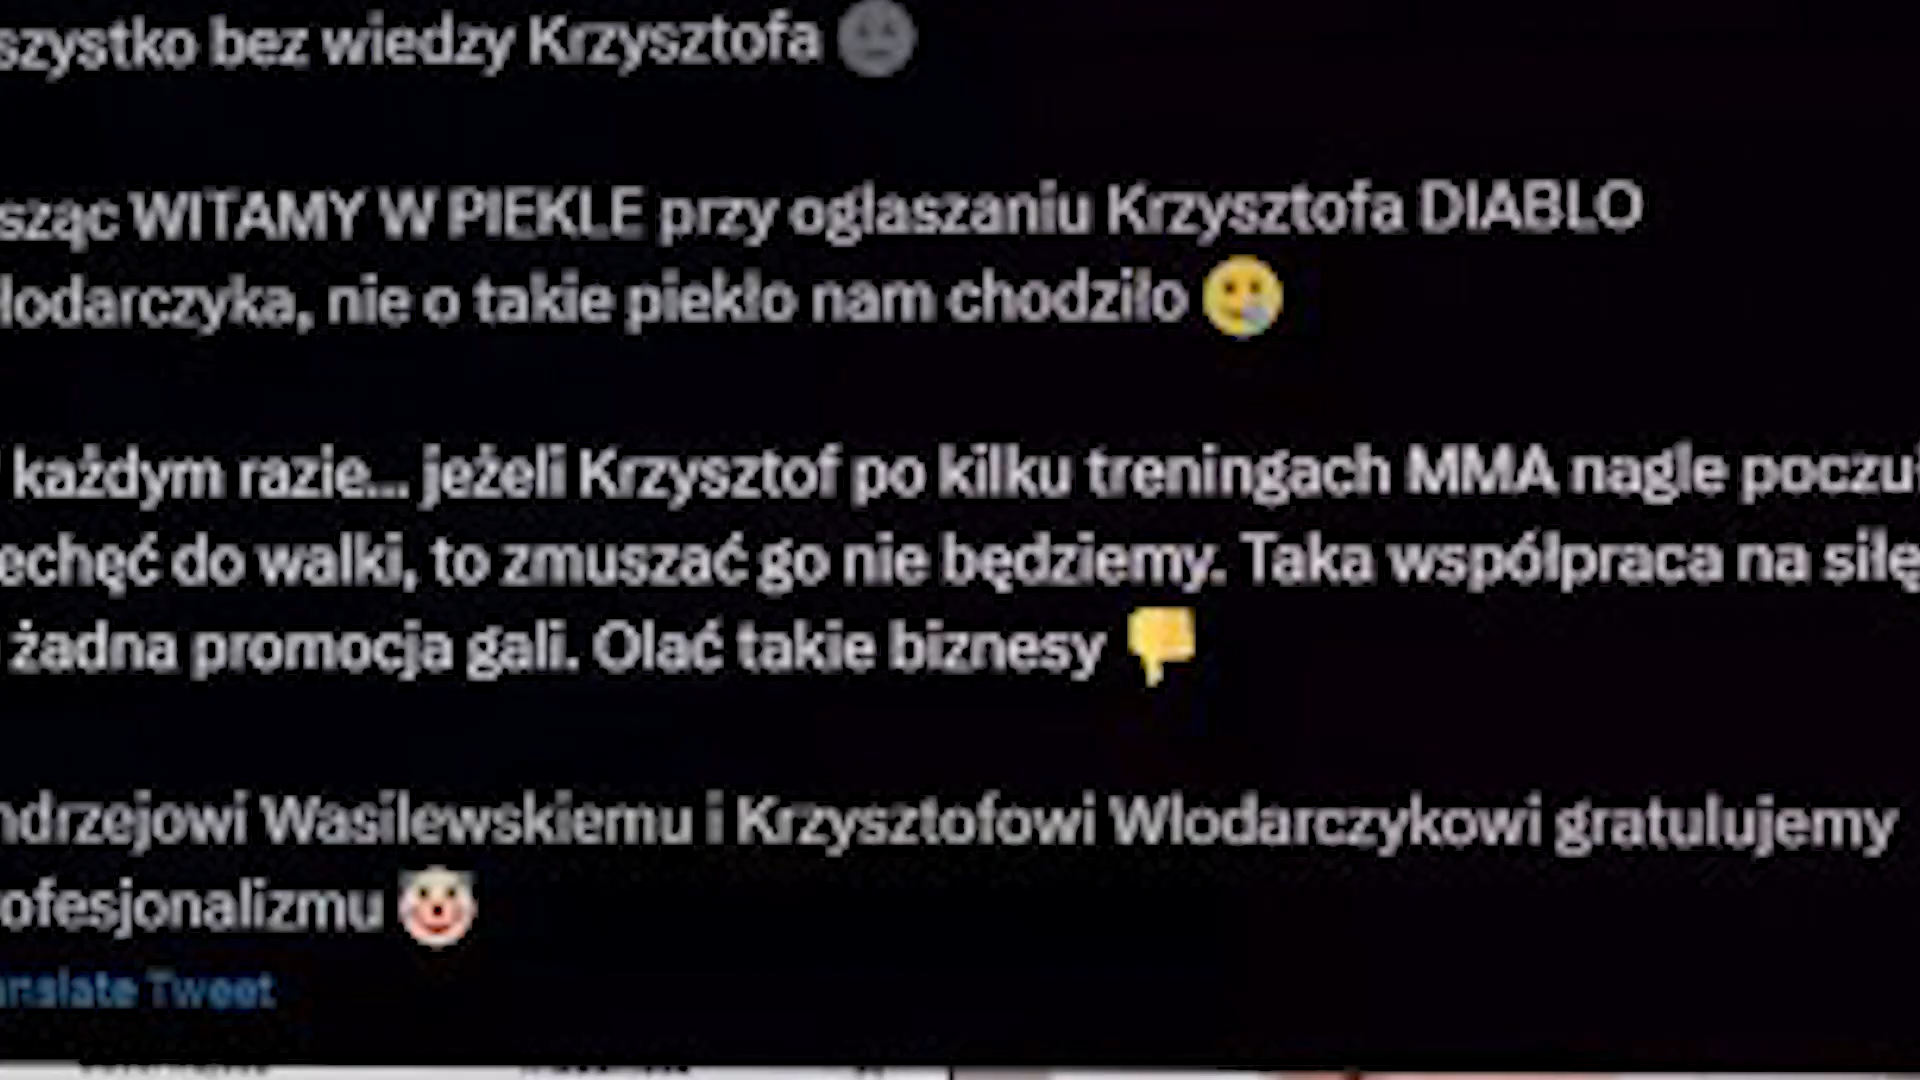 szystko bez wiedzy Krzysztofa
sząc WITAMY W PIEKLE przy ogłaszaniu Krzysztofa DIABLO
łodarczyka, nie o takie piekło nam chodziło
każdym razie... jeżeli Krzysztof po kilku treningach MMA nagle poczuł
echęć do walki, to zmuszać go nie będziemy. Taka współpraca na siłę
żadna promocja gali. Olać takie biznesy
ndrzejowi Wasilewskiemu i Krzysztofowi Włodarczykowi gratulujemy
ofesjonalizmu
anslate Tweet